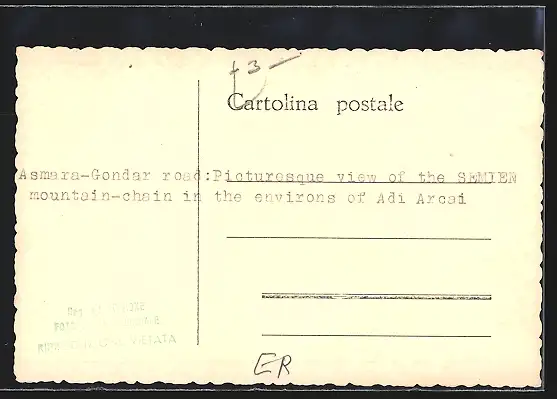 +3-
Cartolina postale
Asmara-Gondar road:Picturesque view of the SEMIEN
mountain-chain in the environs of Adi Arcai
VIETATA
ER